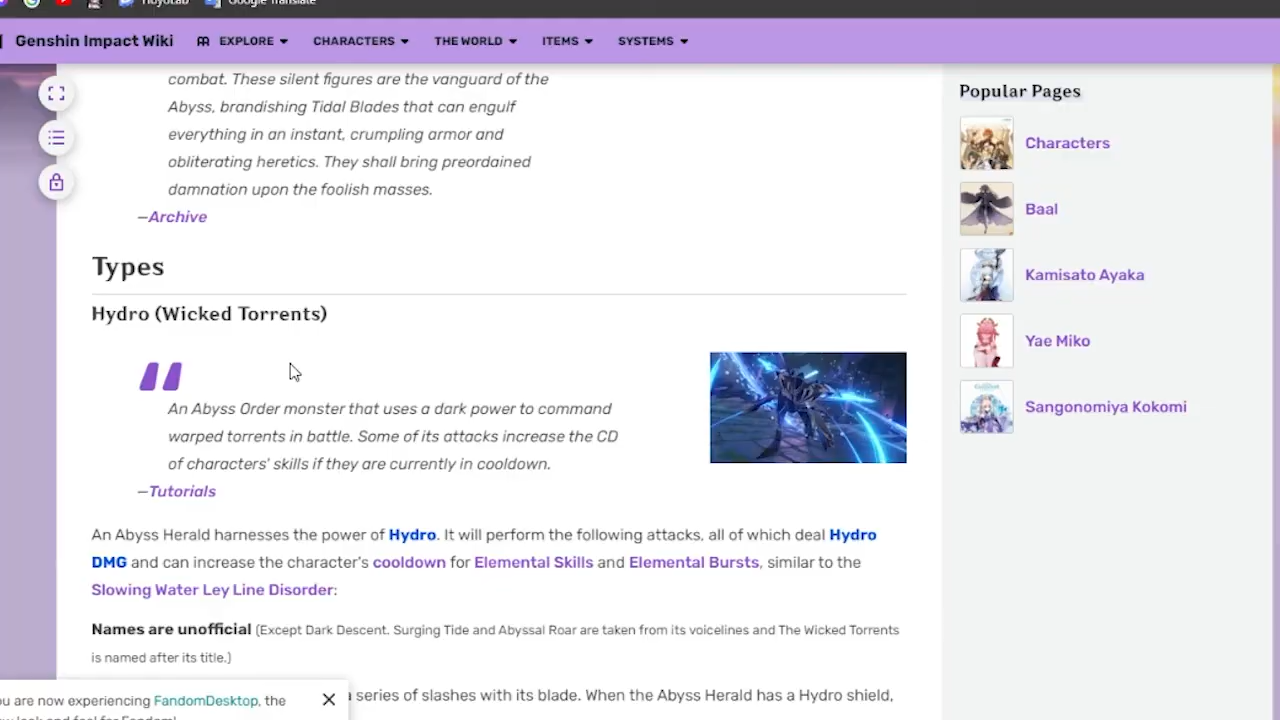 HoYoLab Google Translate
Genshin Impact Wiki EXPLORE CHARACTERS THE WORLD ITEMS SYSTEMS
combat. These silent figures are the vanguard of the
Abyss, brandishing Tidal Blades that can engulf
everything in an instant, crumpling armor and
obliterating heretics. They shall bring preordained
damnation upon the foolish masses.
—Archive
Types
Hydro (Wicked Torrents)
An Abyss Order monster that uses a dark power to command
warped torrents in battle. Some of its attacks increase the CD
of characters' skills if they are currently in cooldown.
—Tutorials
An Abyss Herald harnesses the power of Hydro. It will perform the following attacks, all of which deal Hydro
DMG and can increase the character's cooldown for Elemental Skills and Elemental Bursts, similar to the
Slowing Water Ley Line Disorder:
Names are unofficial (Except Dark Descent. Surging Tide and Abyssal Roar are taken from its voicelines and The Wicked Torrents
is named after its title.)
a series of slashes with its blade. When the Abyss Herald has a Hydro shield,
ou are now experiencing FandomDesktop, the
look and feel for Fandom!
Popular Pages
Characters
Baal
Kamisato Ayaka
Yae Miko
Sangonomiya Kokomi